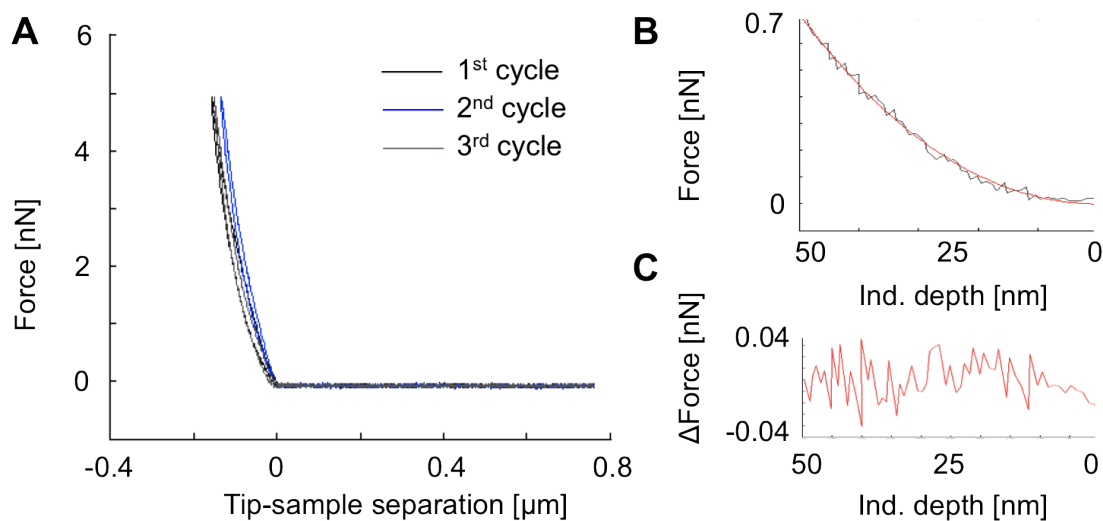 A
6
5
4
2
0
-0.4
0
0.4
0.8
Force [nN]
Tip-sample separation [µm]
1st cycle
2nd cycle
3rd cycle
B
0.7
0
Force [nN]
50
25
0
Ind. depth [nm]
C
0.04
-0.04
ΔForce [nN]
50
25
0
Ind. depth [nm]